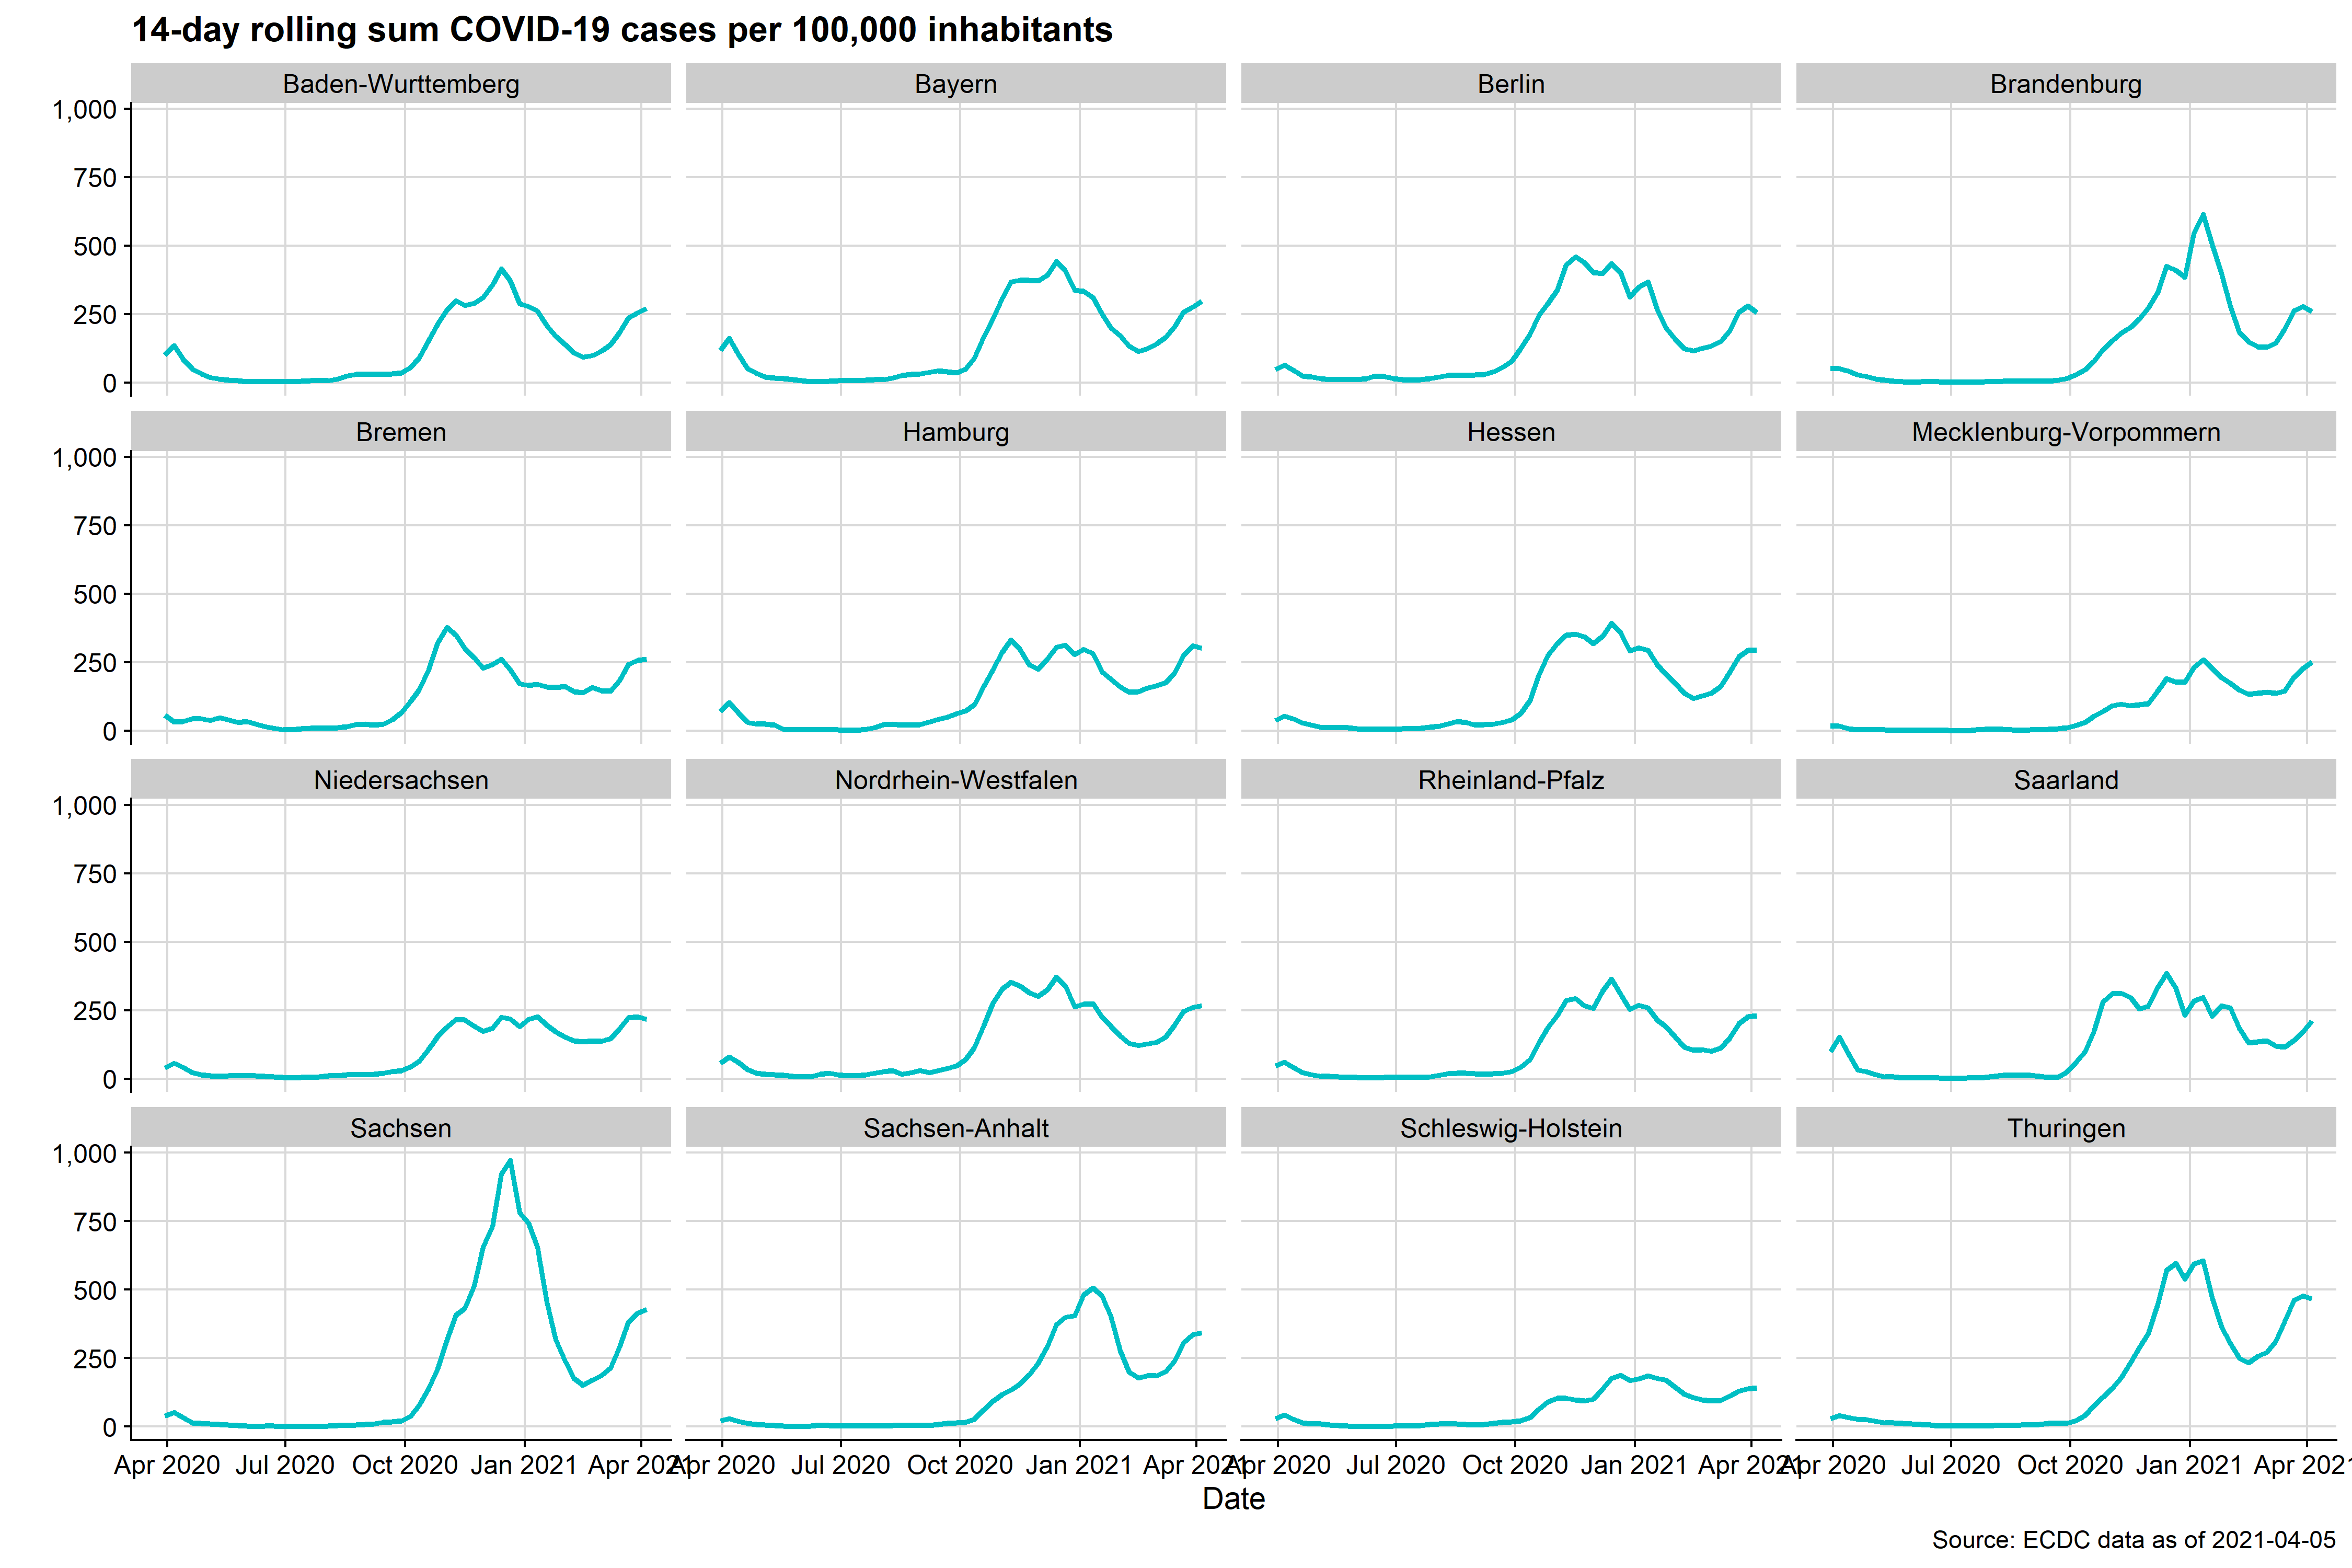 14-day rolling sum COVID-19 cases per 100,000 inhabitants
Baden-Wurttemberg Bayern Berlin Brandenburg
1,000
750
500
250
0
Bremen Hamburg Hessen Mecklenburg-Vorpommern
1,000
750
500
250
0
Niedersachsen Nordrhein-Westfalen Rheinland-Pfalz Saarland
1,000
750
500
250
0
Sachsen Sachsen-Anhalt Schleswig-Holstein Thuringen
1,000
750
500
250
0
Apr 2020 Jul 2020 Oct 2020 Jan 2021 Apr 2021 Apr 2020 Jul 2020 Oct 2020 Jan 2021 Apr 2021 Apr 2020 Jul 2020 Oct 2020 Jan 2021 Apr 2021 Apr 2020 Jul 2020 Oct 2020 Jan 2021 Apr 2021
Date
Source: ECDC data as of 2021-04-05